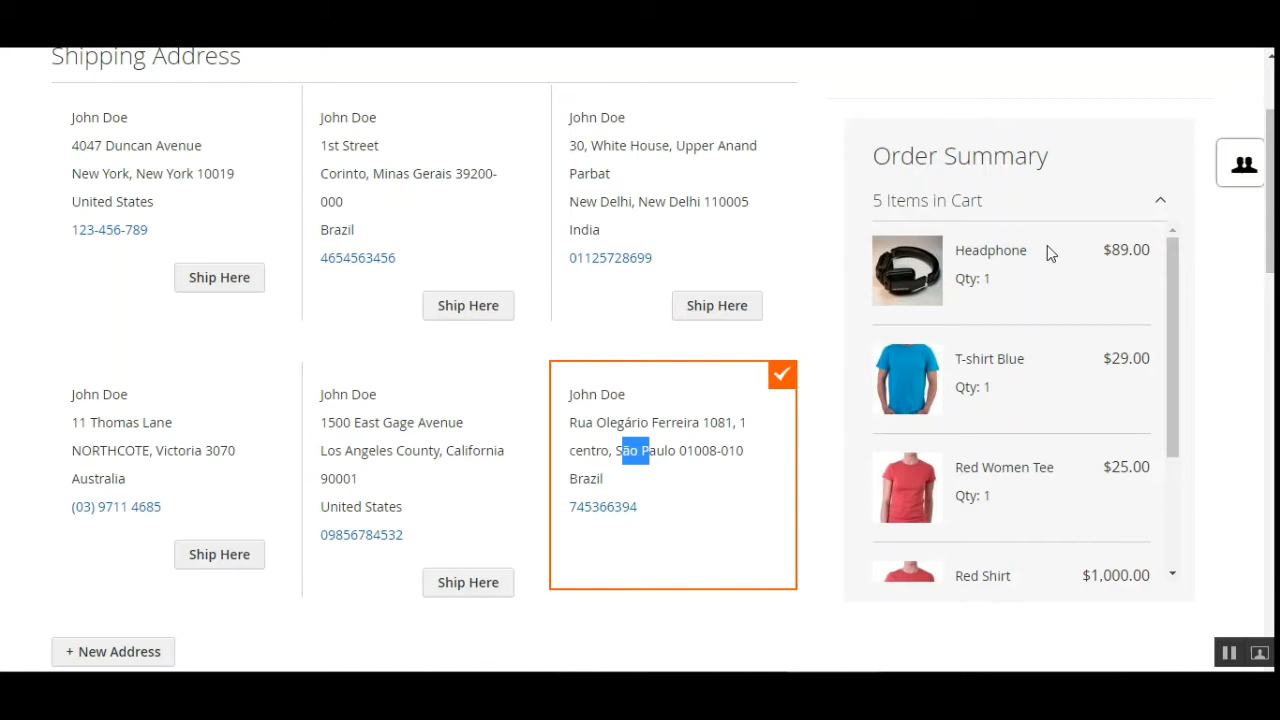 Shipping Address
John Doe
4047 Duncan Avenue
New York, New York 10019
United States
123-456-789
Ship Here
John Doe
1st Street
Corinto, Minas Gerais 39200-
000
Brazil
4654563456
Ship Here
John Doe
30, White House, Upper Anand
Parbat
New Delhi, New Delhi 110005
India
01125728699
Ship Here
John Doe
11 Thomas Lane
NORTHCOTE, Victoria 3070
Australia
(03) 9711 4685
Ship Here
John Doe
1500 East Gage Avenue
Los Angeles County, California
90001
United States
09856784532
Ship Here
John Doe
Rua Olegário Ferreira 1081, 1
centro, São Paulo 01008-010
Brazil
745366394
+ New Address
Order Summary
5 Items in Cart
Headphone $89.00
Qty: 1
T-shirt Blue $29.00
Qty: 1
Red Women Tee $25.00
Qty: 1
Red Shirt $1,000.00